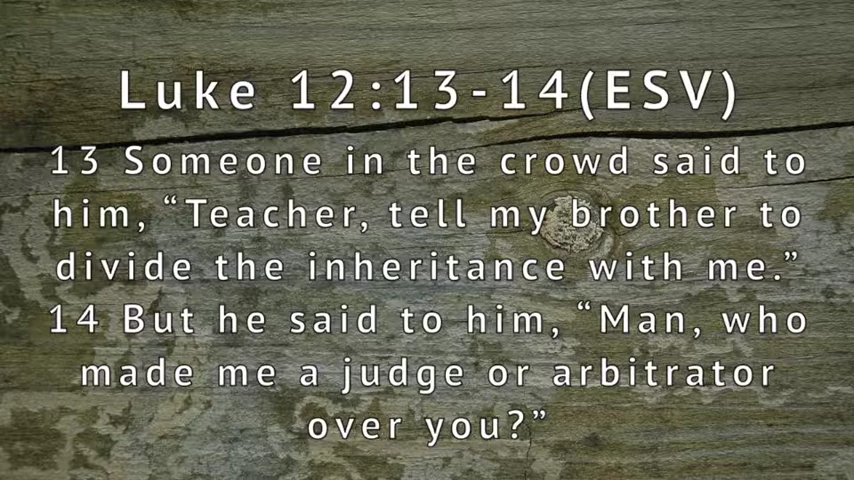 Luke 12:13-14(ESV)
13 Someone in the crowd said to
him, “Teacher, tell my brother to
divide the inheritance with me.”
14 But he said to him, “Man, who
made me a judge or arbitrator
over you?”